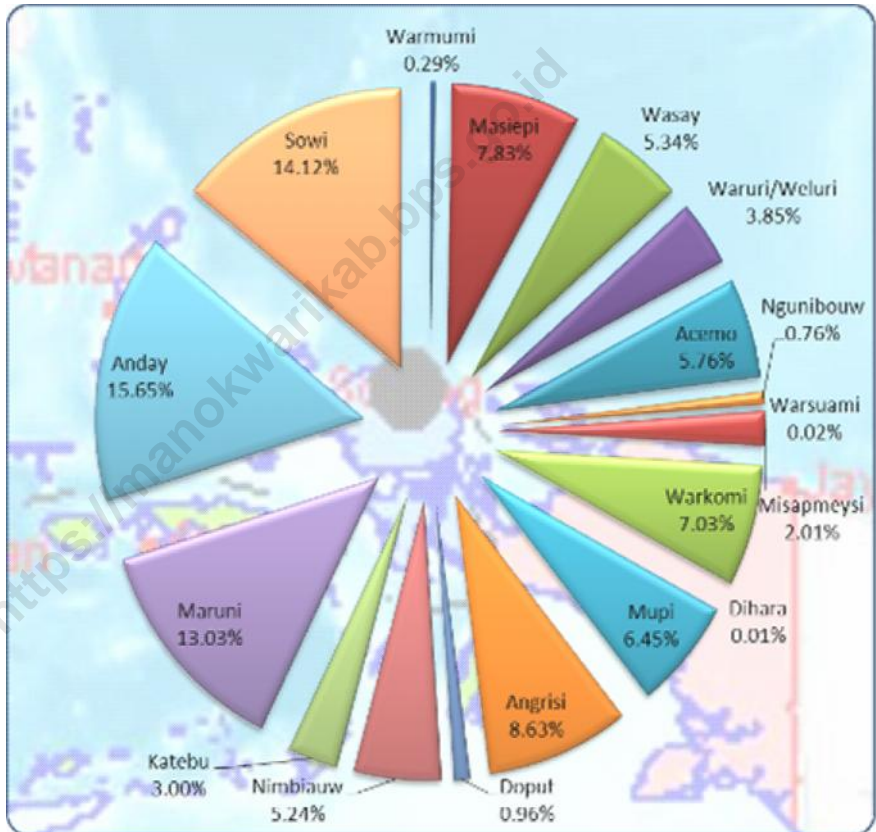 Warmumi
0.29%
Masiepi
7.83%
Wasay
5.34%
Waruri/Weluri
3.85%
Acemo
5.76%
Ngunibouw
0.76%
Warsuami
0.02%
Misapmeysi
2.01%
Warkomi
7.03%
Dihara
0.01%
Mupi
6.45%
Angrisi
8.63%
Doput
0.96%
Nimbiauw
5.24%
Katebu
3.00%
Maruni
13.03%
Anday
15.65%
Sowi
14.12%
https://manokwarikab.bps.go.id